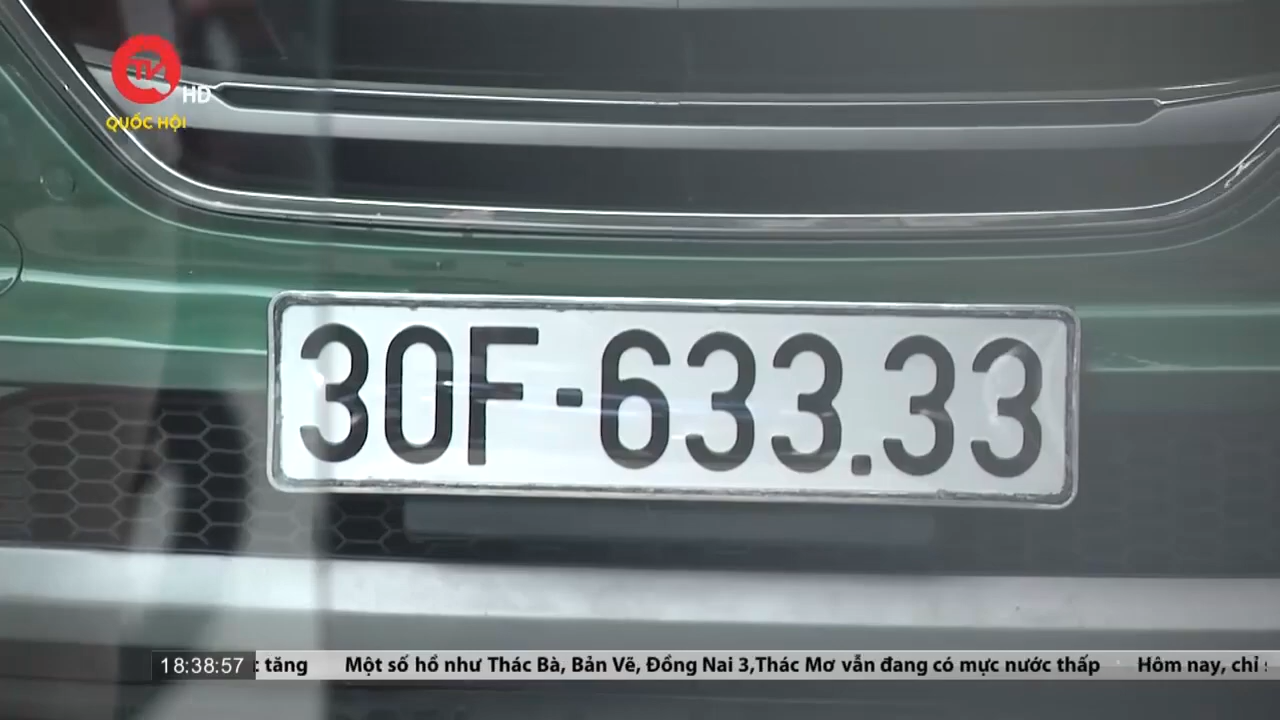 TV
HD
QUỐC HỘI
30F-633.33
18:38:57 tăng Một số hồ như Thác Bà, Bản Vẽ, Đồng Nai 3,Thác Mơ vẫn đang có mực nước thấp Hôm nay, chỉ